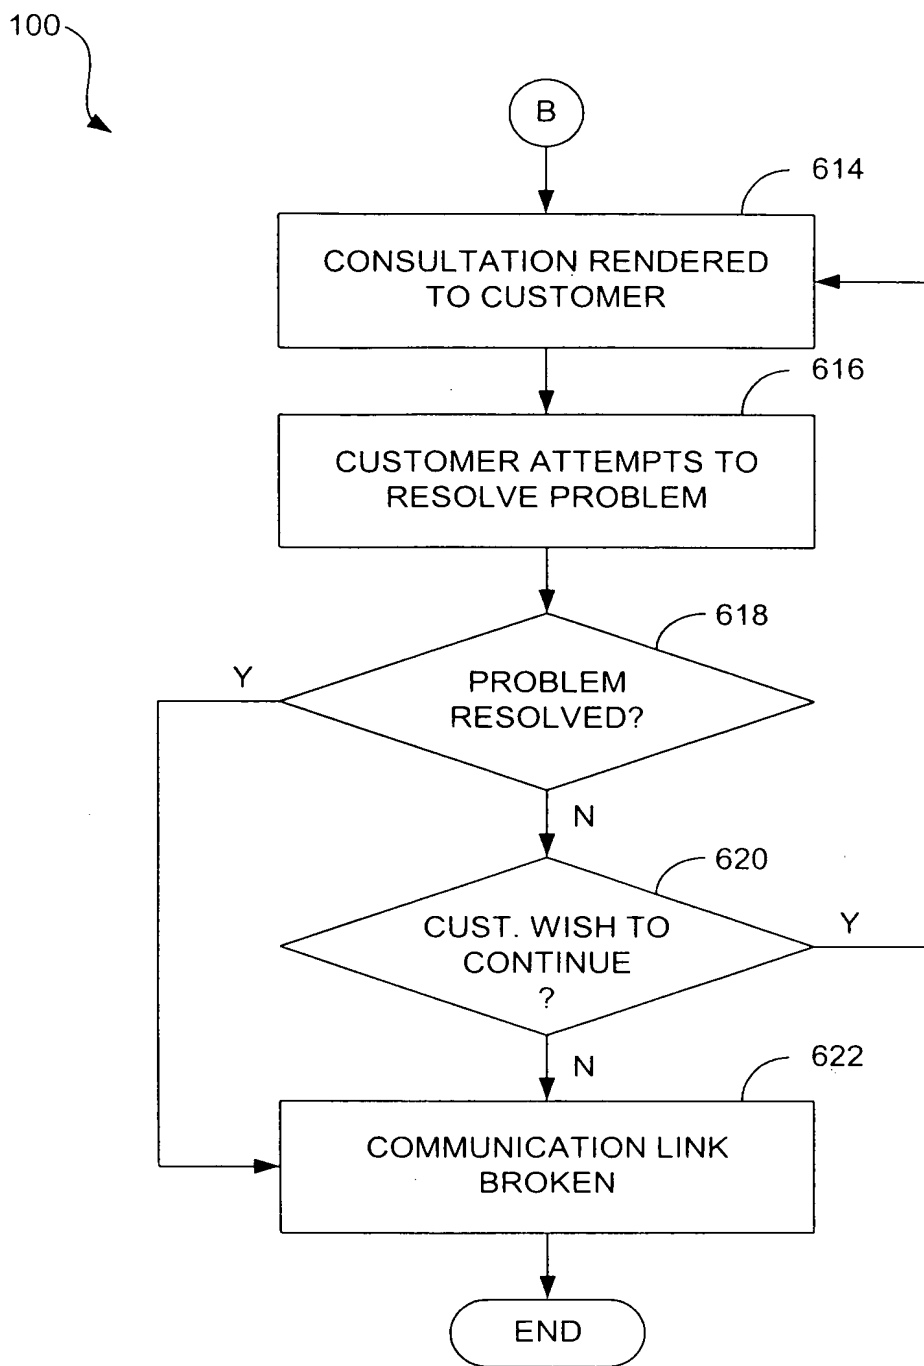 100
B
614
CONSULTATION RENDERED
TO CUSTOMER
616
CUSTOMER ATTEMPTS TO
RESOLVE PROBLEM
618
Y
PROBLEM
RESOLVED?
N
620
CUST. WISH TO
CONTINUE
?
Y
N
622
COMMUNICATION LINK
BROKEN
END